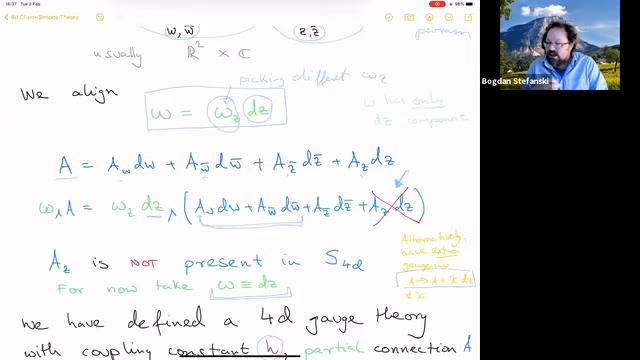 16:37 Tue 2 Feb
96%
4d Chern-Simons Theory
w, w̄
z, z̄
usually ℝ² × ℂ
Bogdan Stefanski
picking different ω_z
We align
ω = ω_z dz
ω has only
dz component
A = A_w dw + A_w̄ dw̄ + A_z̄ dz̄ + A_z dz
ω∧A = ω_z dz ∧ (A_w dw + A_w̄ dw̄ + A_z̄ dz̄ + A_z dz)
A_z is NOT present in S_4d
For now take ω ≡ dz
Alternatively,
have extra
gauge inv
A → A + χ dz
∀ χ
We have defined a 4d gauge theory
with coupling constant ħ, partial connection A